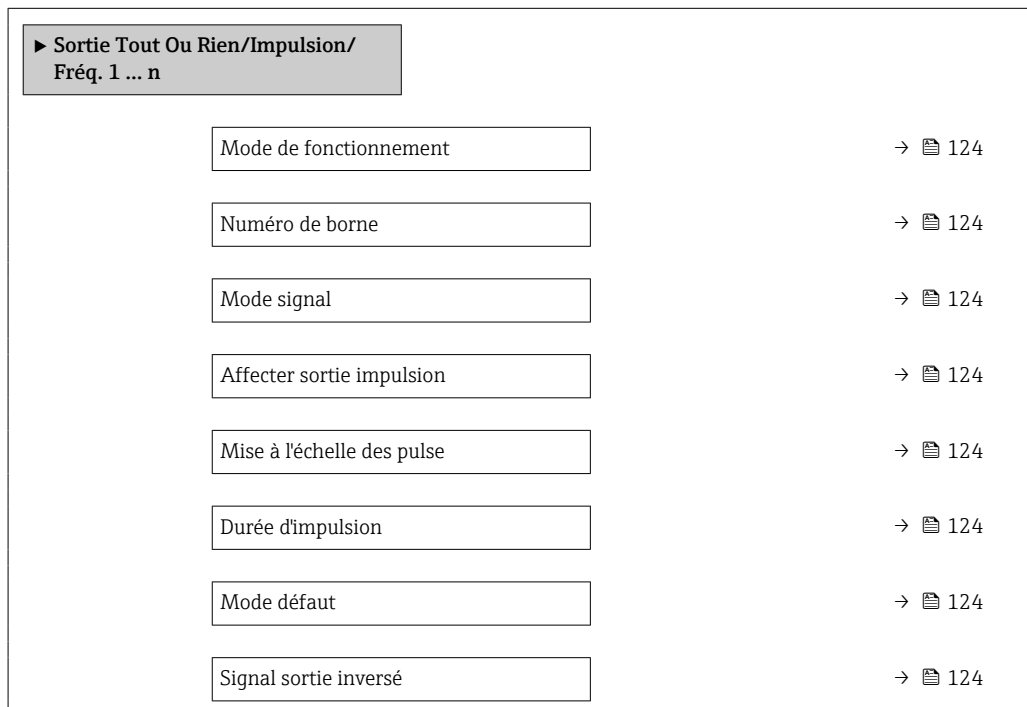 ► Sortie Tout Ou Rien/Impulsion/
Fréq. 1 ... n
Mode de fonctionnement → 124
Numéro de borne → 124
Mode signal → 124
Affecter sortie impulsion → 124
Mise à l'échelle des pulse → 124
Durée d'impulsion → 124
Mode défaut → 124
Signal sortie inversé → 124